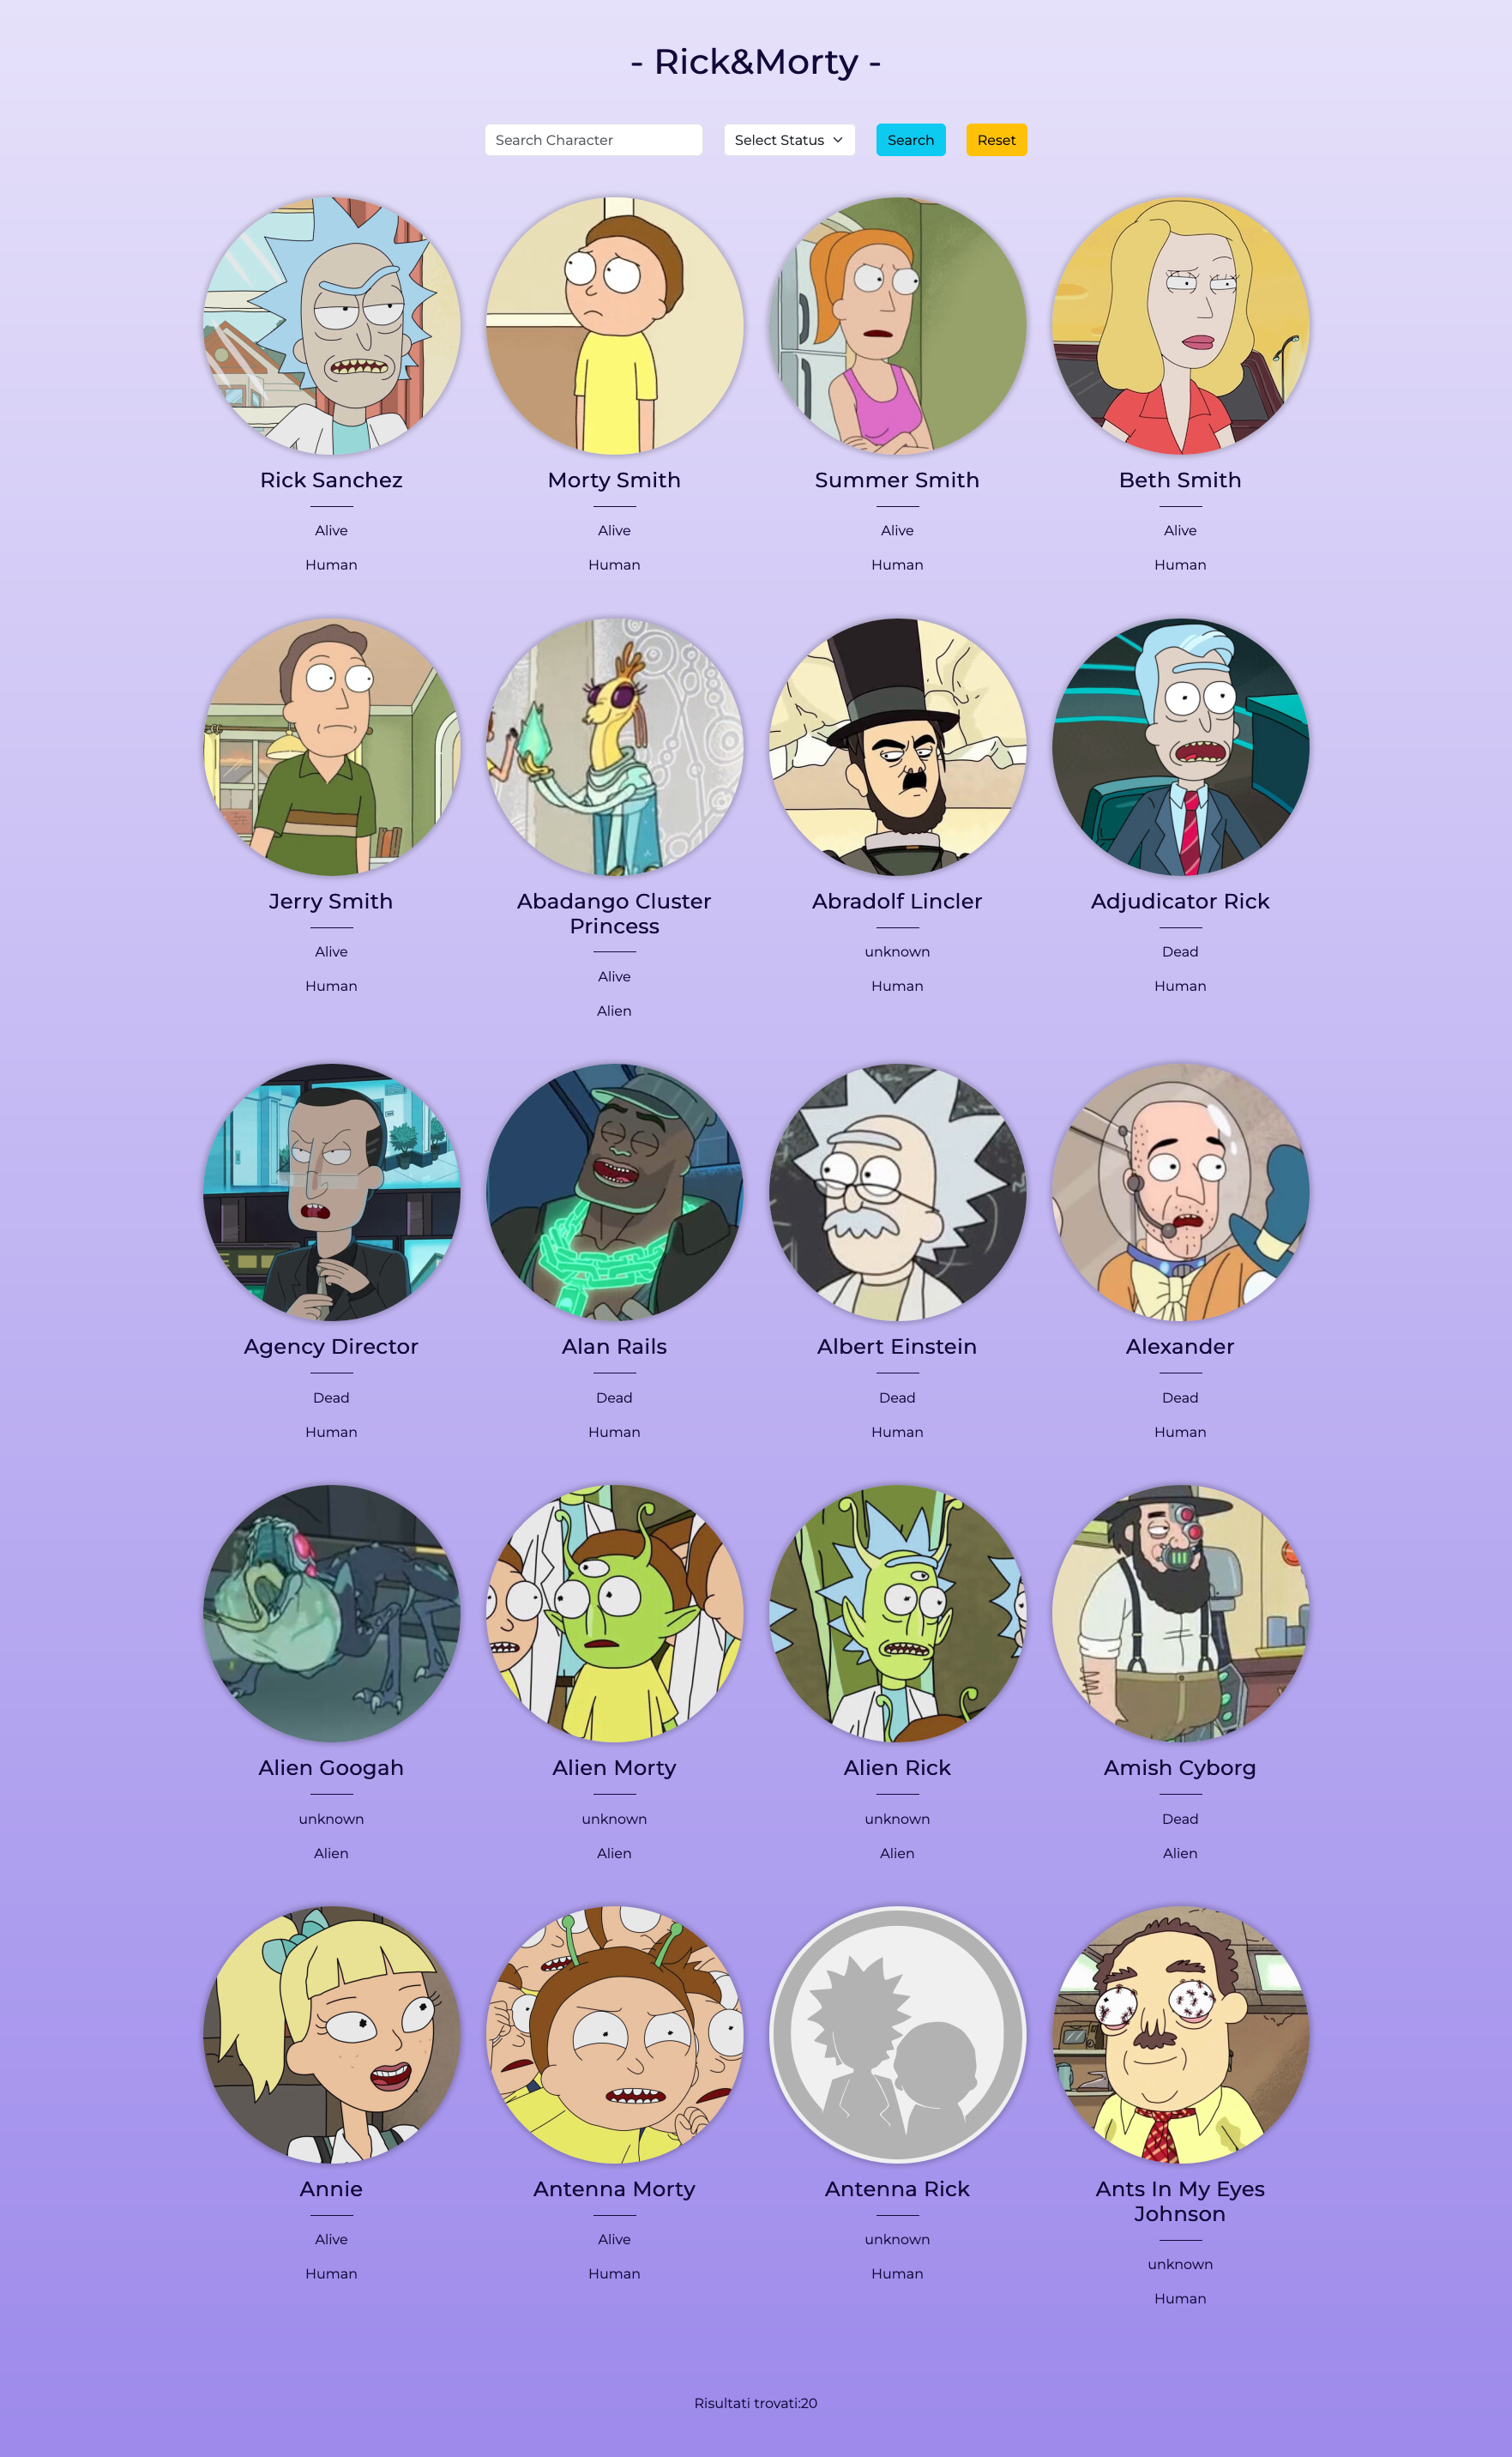 - Rick&Morty -
Search Character
Select Status
Search
Reset
Rick Sanchez
Alive
Human
Morty Smith
Alive
Human
Summer Smith
Alive
Human
Beth Smith
Alive
Human
Jerry Smith
Alive
Human
Abadango Cluster
Princess
Alive
Alien
Abradolf Lincler
unknown
Human
Adjudicator Rick
Dead
Human
Agency Director
Dead
Human
Alan Rails
Dead
Human
Albert Einstein
Dead
Human
Alexander
Dead
Human
Alien Googah
unknown
Alien
Alien Morty
unknown
Alien
Alien Rick
unknown
Alien
Amish Cyborg
Dead
Alien
Annie
Alive
Human
Antenna Morty
Alive
Human
Antenna Rick
unknown
Human
Ants In My Eyes
Johnson
unknown
Human
Risultati trovati:20